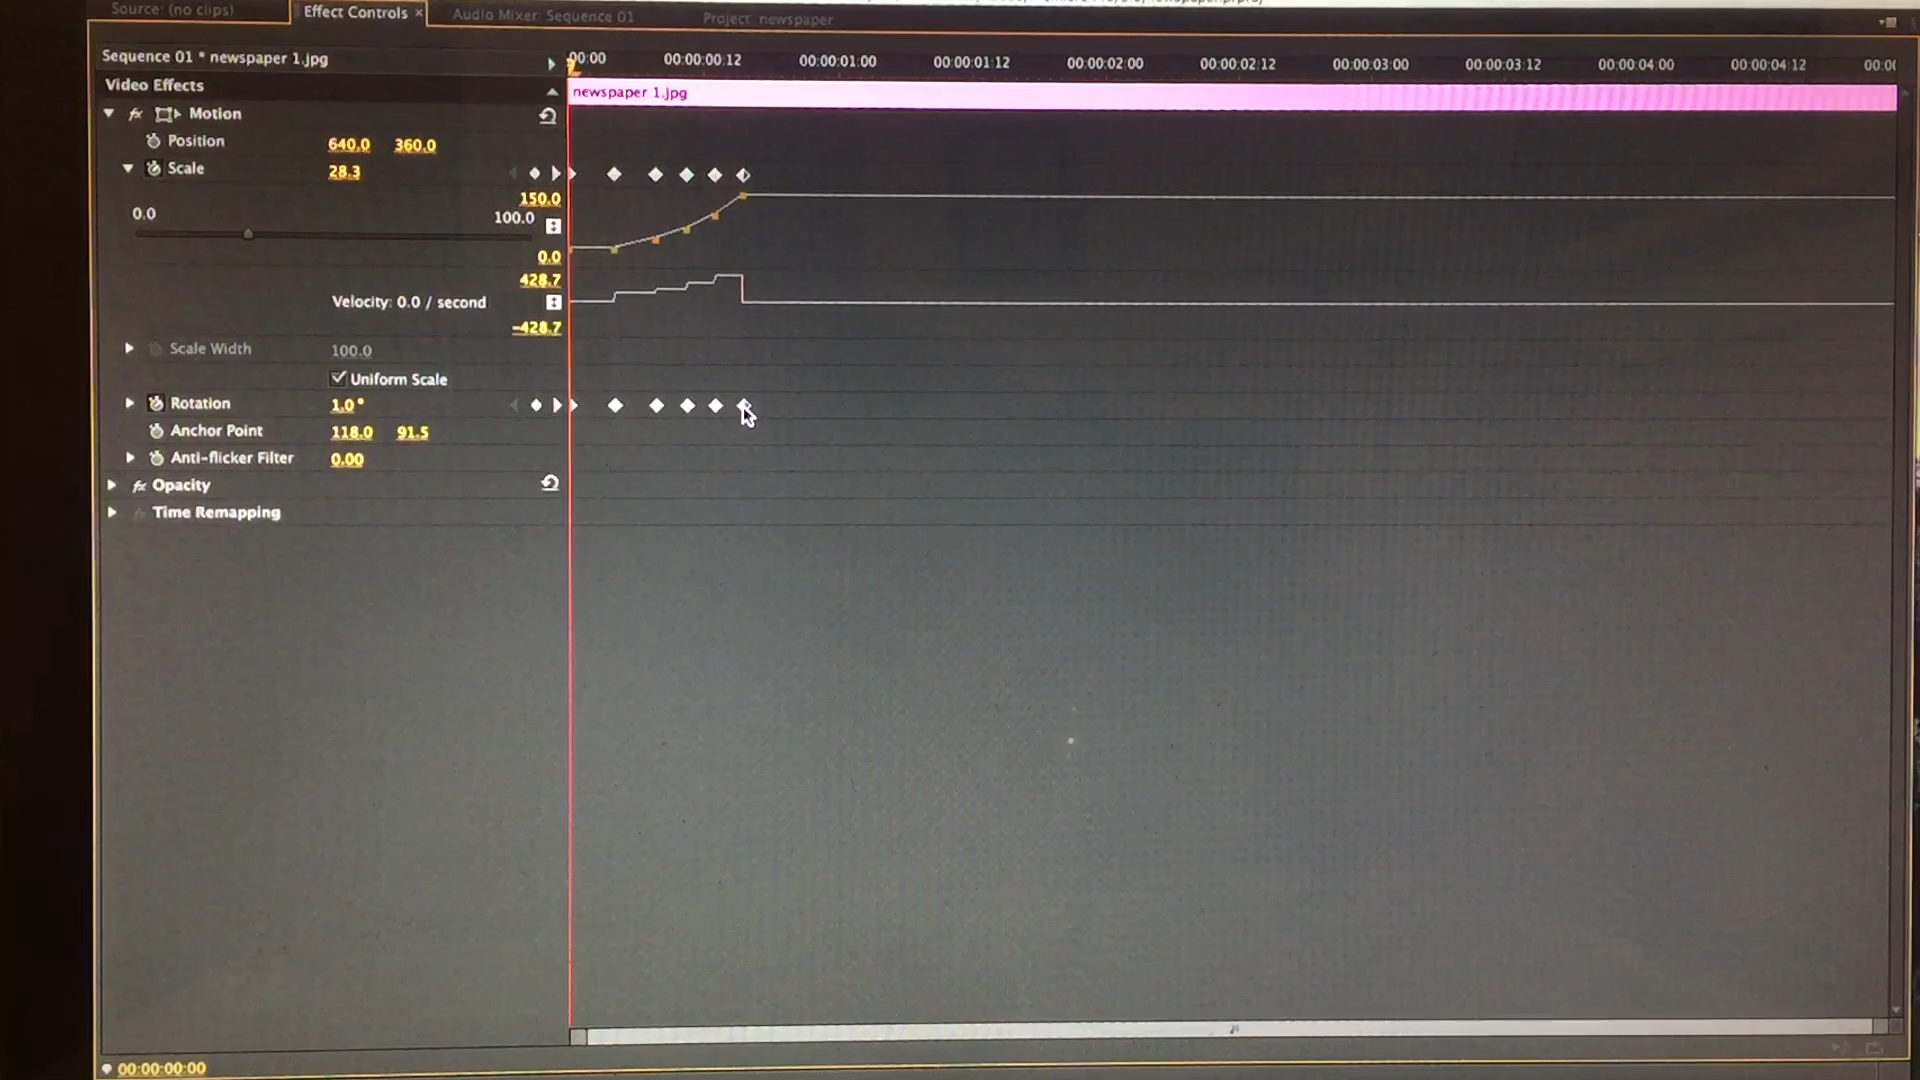 Source: (no clips)
Effect Controls ×
Audio Mixer: Sequence 01
Project: newspaper
Sequence 01 * newspaper 1.jpg
00:00
00:00:00:12
00:00:01:00
00:00:01:12
00:00:02:00
00:00:02:12
00:00:03:00
00:00:03:12
00:00:04:00
00:00:04:12
00:0
Video Effects
newspaper 1.jpg
fx Motion
Position 640.0 360.0
Scale 28.3
150.0
0.0 100.0
0.0
428.7
Velocity: 0.0 / second
-428.7
Scale Width 100.0
Uniform Scale
Rotation 1.0°
Anchor Point 118.0 91.5
Anti-flicker Filter 0.00
fx Opacity
Time Remapping
00:00:00:00